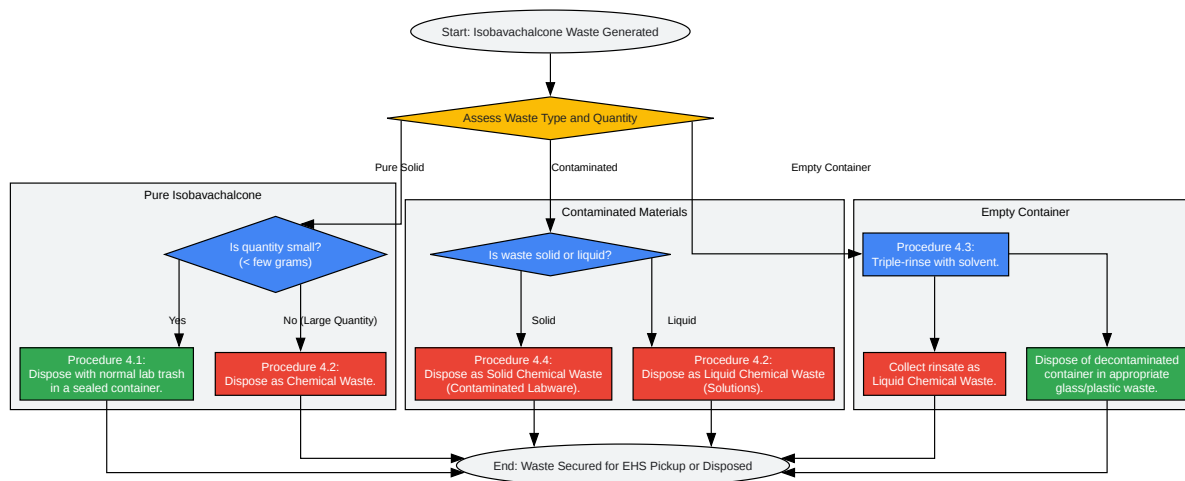 Start: Isobavachalcone Waste Generated
Assess Waste Type and Quantity
Pure Solid
Contaminated
Empty Container
Pure Isobavachalcone
Is quantity small?
(< few grams)
Yes
No (Large Quantity)
Procedure 4.1:
Dispose with normal lab trash
in a sealed container.
Procedure 4.2:
Dispose as Chemical Waste.
Contaminated Materials
Is waste solid or liquid?
Solid
Liquid
Procedure 4.4:
Dispose as Solid Chemical Waste
(Contaminated Labware).
Procedure 4.2:
Dispose as Liquid Chemical Waste
(Solutions).
Empty Container
Procedure 4.3:
Triple-rinse with solvent.
Collect rinsate as
Liquid Chemical Waste.
Dispose of decontaminated
container in appropriate
glass/plastic waste.
End: Waste Secured for EHS Pickup or Disposed